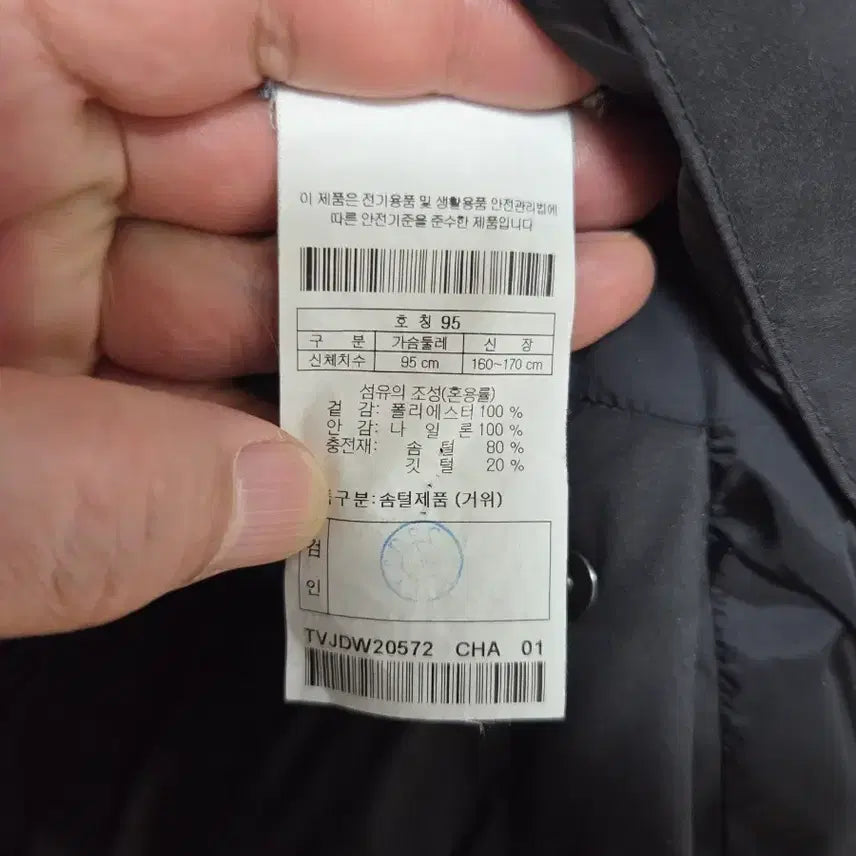 이 제품은 전기용품 및 생활용품 안전관리법에
따른 안전기준을 준수한 제품입니다
호 칭 95
구 분 가슴둘레 신 장
신체치수 95 cm 160~170 cm
섬유의 조성(혼용률)
겉 감: 폴리에스터 100 %
안 감: 나 일 론 100 %
충전재: 솜 털 80 %
깃 털 20 %
구분: 솜털제품 (거위)
검
인
TVJDW20572 CHA 01